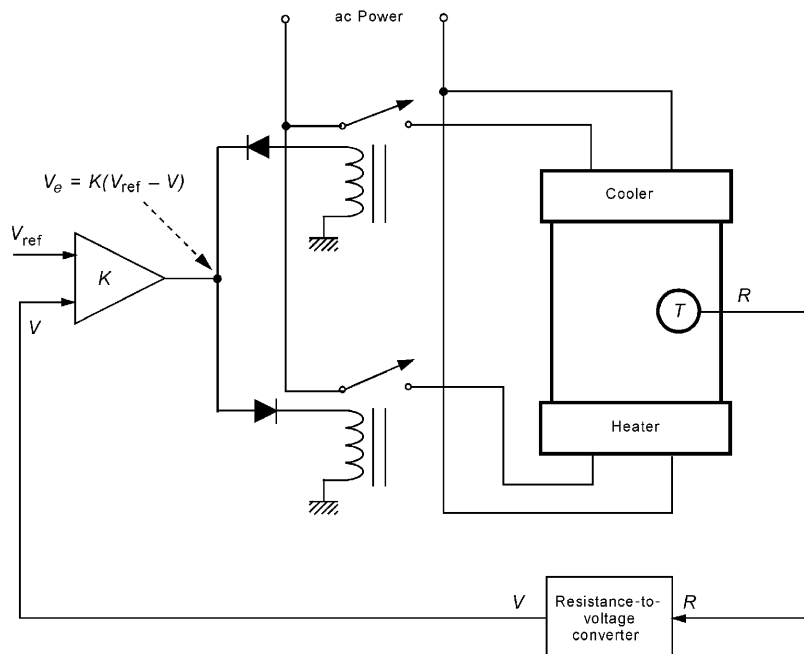 ac Power
Cooler
V_e = K(V_ref – V)
V_ref
K
V
T
R
Heater
V
Resistance-to-
voltage
converter
R